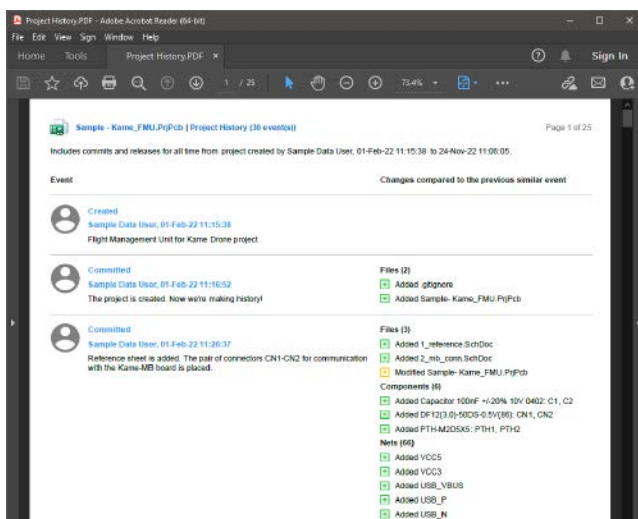 Project History.PDF - Adobe Acrobat Reader (64-bit)
File Edit View Sign Window Help
Home Tools Project History.PDF × Sign In
1 / 25 73.4%
Sample - Kame_FMU.PrjPcb | Project History (30 event(s)) Page 1 of 25
Includes commits and releases for all time from project created by Sample Data User, 01-Feb-22 11:15:38 to 24-Nov-22 11:06:05.
Event Changes compared to the previous similar event
Created
Sample Data User, 01-Feb-22 11:15:38
Flight Management Unit for Kame Drone project
Committed
Sample Data User, 01-Feb-22 11:16:52
The project is created. Now we're making history!
Files (2)
Added .gitignore
Added Sample- Kame_FMU.PrjPcb
Committed
Sample Data User, 01-Feb-22 11:26:37
Reference sheet is added. The pair of connectors CN1-CN2 for communication
with the Kame-MB board is placed.
Files (3)
Added 1_reference.SchDoc
Added 2_mb_conn.SchDoc
Modified Sample- Kame_FMU.PrjPcb
Components (6)
Added Capacitor 100nF +/-20% 10V 0402: C1, C2
Added DF12(3.0)-50DS-0.5V(86): CN1, CN2
Added PTH-M2D5X5: PTH1, PTH2
Nets (66)
Added VCC5
Added VCC3
Added USB_VBUS
Added USB_P
Added USB_N